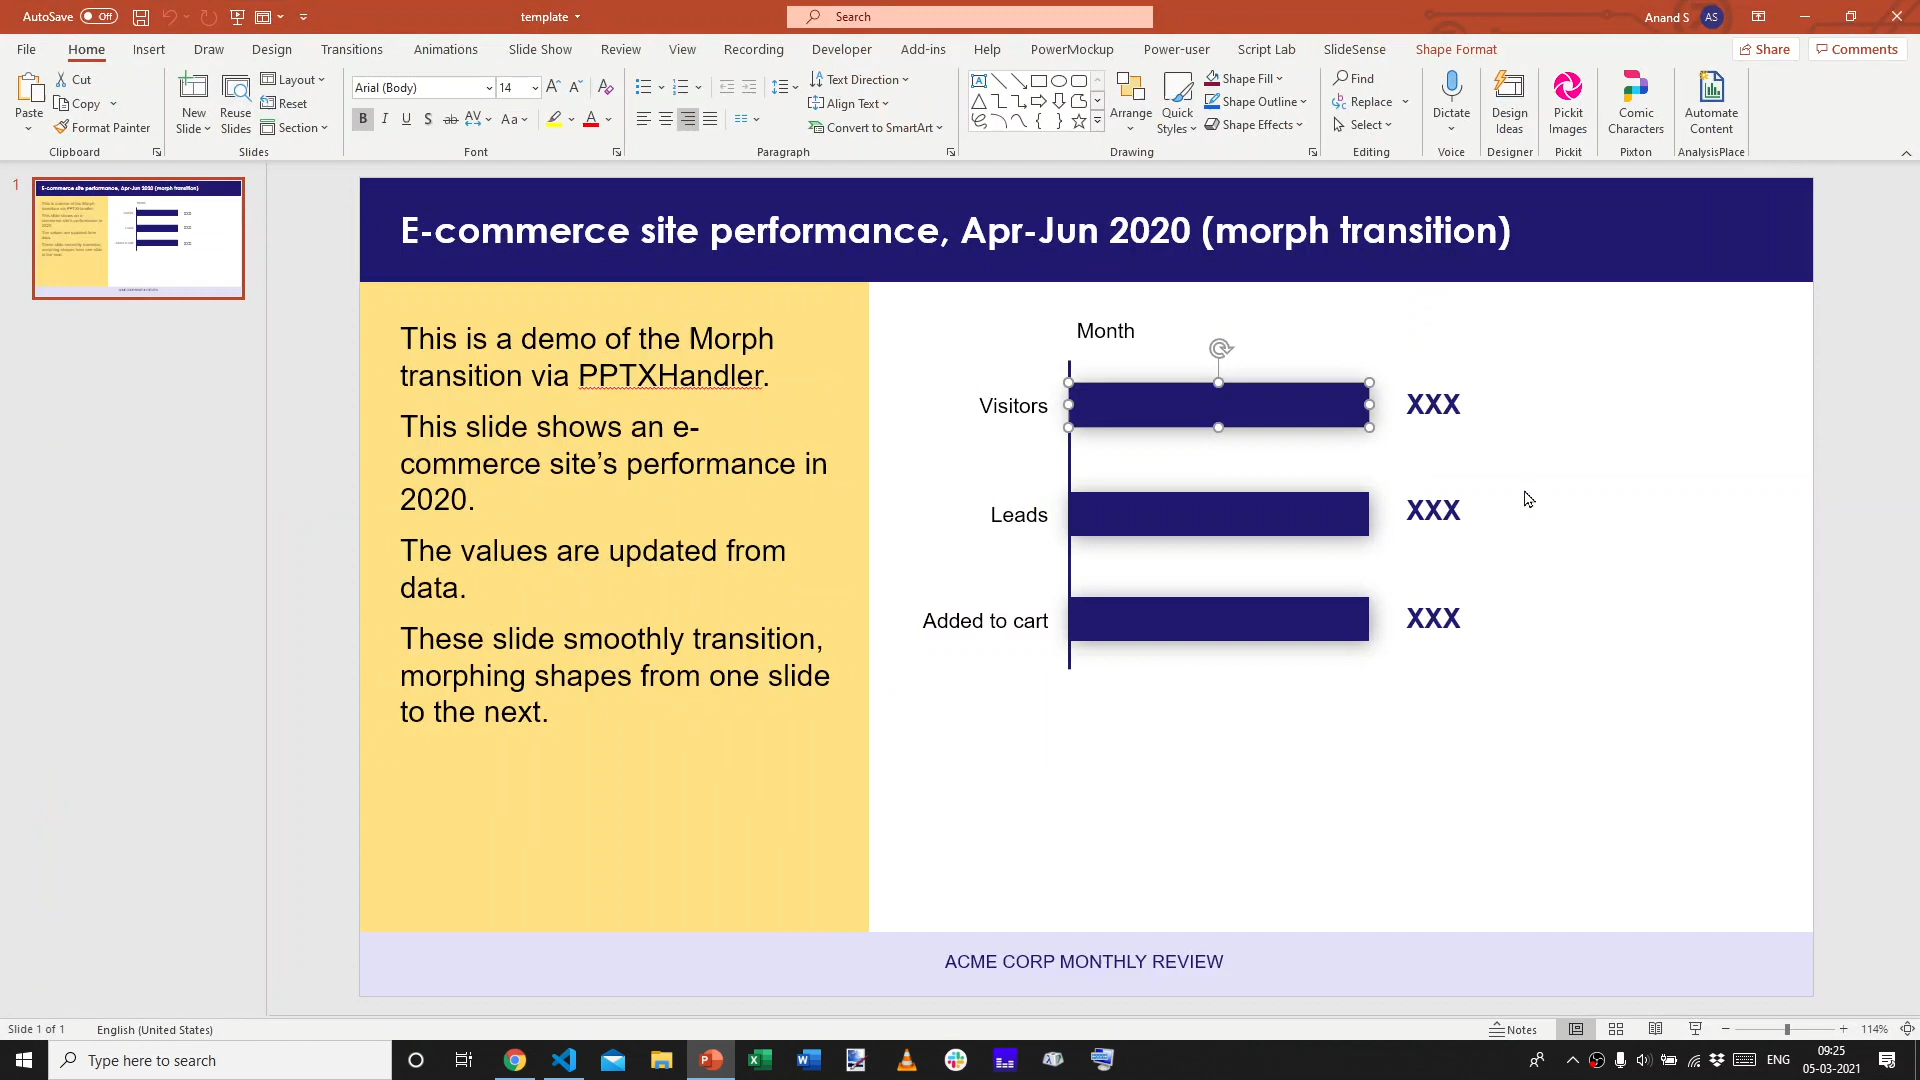 AutoSave Off
template
Search
Anand S AS
File Home Insert Draw Design Transitions Animations Slide Show Review View Recording Developer Add-ins Help PowerMockup Power-user Script Lab SlideSense Shape Format
Share Comments
Paste
Cut
Copy
Format Painter
Clipboard
New Slide
Reuse Slides
Layout
Reset
Section
Slides
Arial (Body) 14
B I U S ab AV Aa A
Font
Text Direction
Align Text
Convert to SmartArt
Paragraph
Arrange
Quick Styles
Shape Fill
Shape Outline
Shape Effects
Drawing
Find
Replace
Select
Editing
Dictate
Voice
Design Ideas
Designer
Pickit Images
Pickit
Comic Characters
Pixton
Automate Content
AnalysisPlace
1
E-commerce site performance, Apr-Jun 2020 (morph transition)
This is a demo of the Morph
transition via PPTXHandler.
This slide shows an e-
commerce site’s performance in
2020.
The values are updated from
data.
These slide smoothly transition,
morphing shapes from one slide
to the next.
Month
Visitors XXX
Leads XXX
Added to cart XXX
ACME CORP MONTHLY REVIEW
Slide 1 of 1
English (United States)
Notes
114%
Type here to search
ENG
09:25
05-03-2021